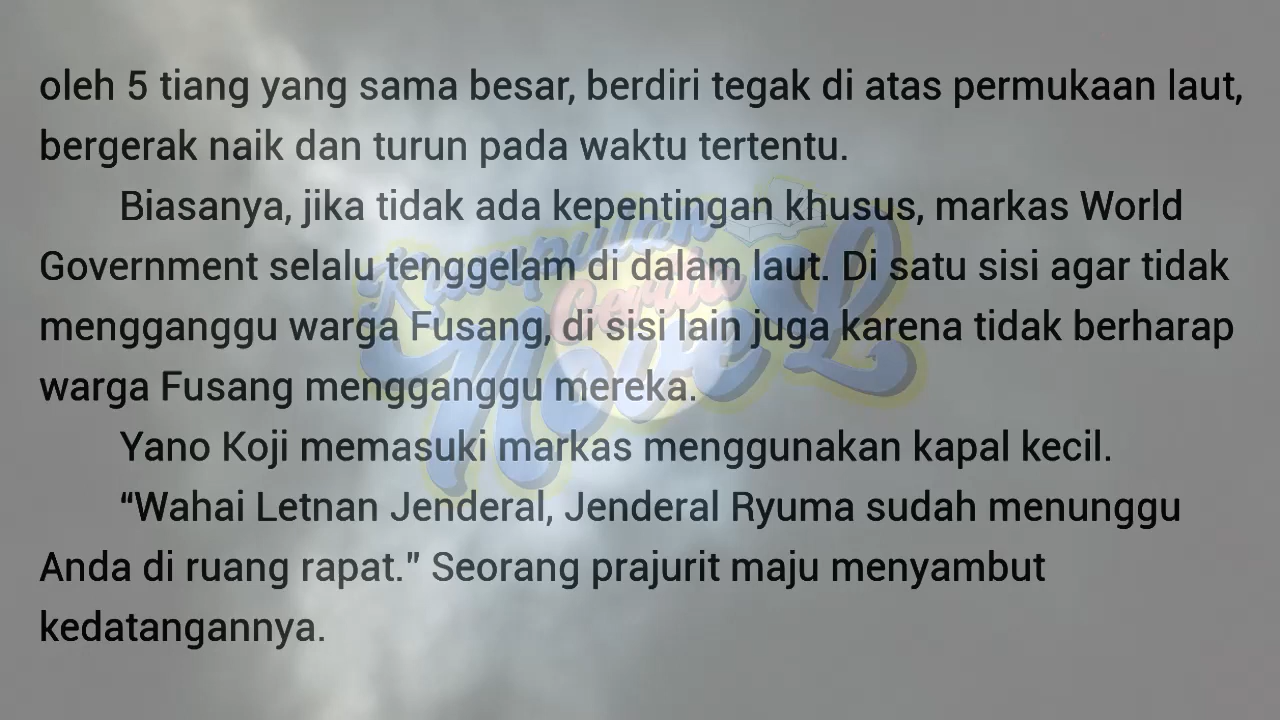 oleh 5 tiang yang sama besar, berdiri tegak di atas permukaan laut,
bergerak naik dan turun pada waktu tertentu.
Biasanya, jika tidak ada kepentingan khusus, markas World
Government selalu tenggelam di dalam laut. Di satu sisi agar tidak
mengganggu warga Fusang, di sisi lain juga karena tidak berharap
warga Fusang mengganggu mereka.
Yano Koji memasuki markas menggunakan kapal kecil.
“Wahai Letnan Jenderal, Jenderal Ryuma sudah menunggu
Anda di ruang rapat.” Seorang prajurit maju menyambut
kedatangannya.
Kumpulan
Cerita
NoveL